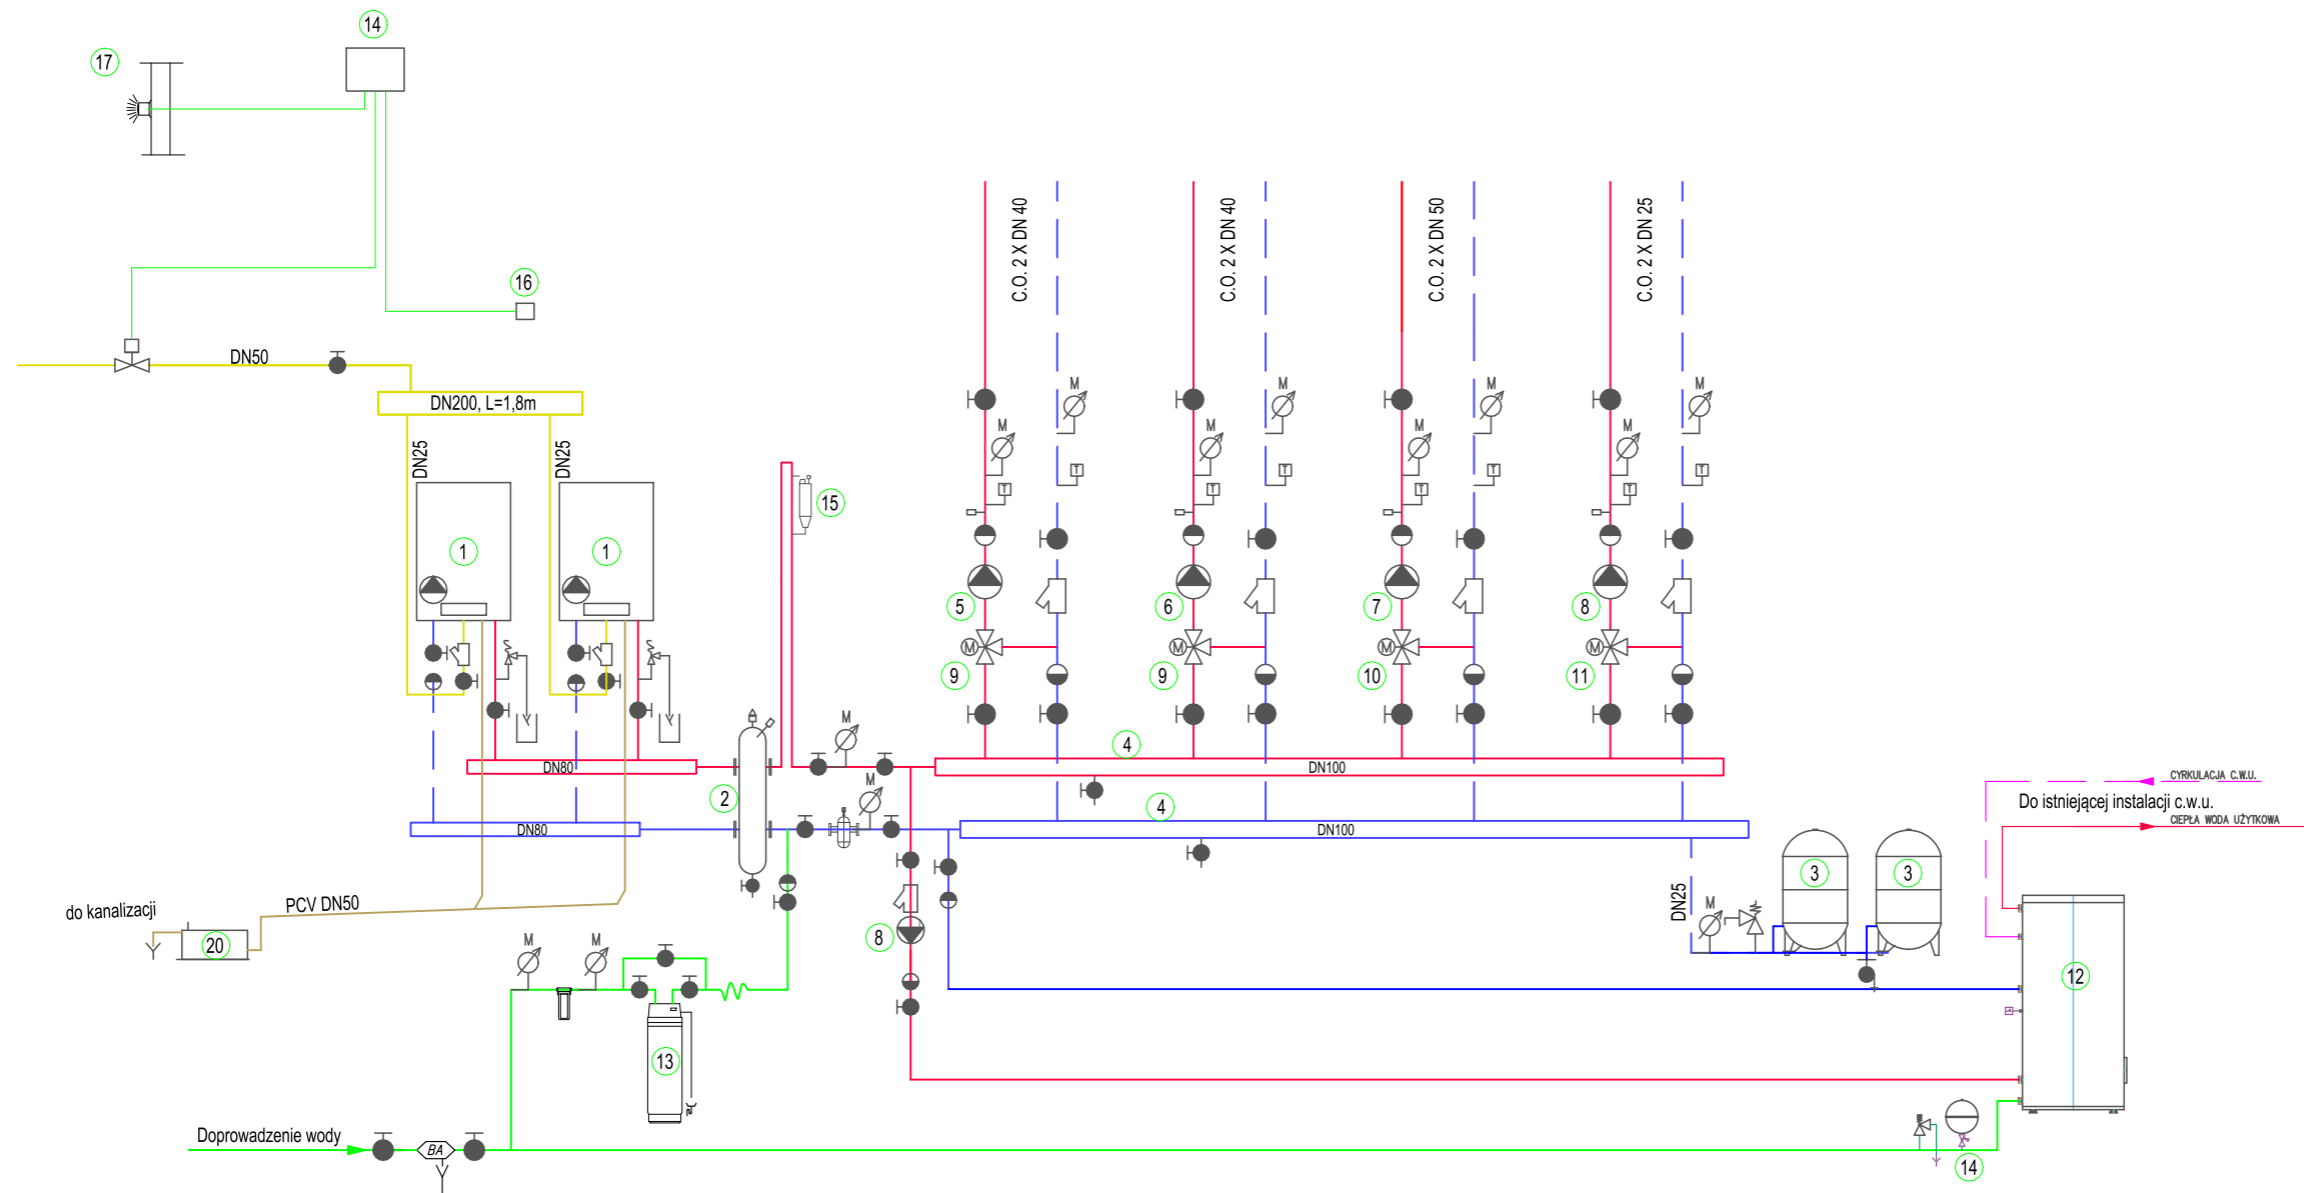 14
17
16
DN50
DN200, L=1,8m
DN25
DN25
1
1
15
C.O. 2 X DN 40
C.O. 2 X DN 40
C.O. 2 X DN 50
C.O. 2 X DN 25
M
M
M
M
M
M
M
M
T
T
T
T
T
T
T
T
5
6
7
8
M
M
M
M
9
9
10
11
M
4
DN80
DN100
2
M
4
DN80
DN100
CYRKULACJA C.W.U.
Do istniejącej instalacji c.w.u.
CIEPŁA WODA UŻYTKOWA
3
3
DN25
M
do kanalizacji
PCV DN50
20
8
M
M
12
13
Doprowadzenie wody
BA
14